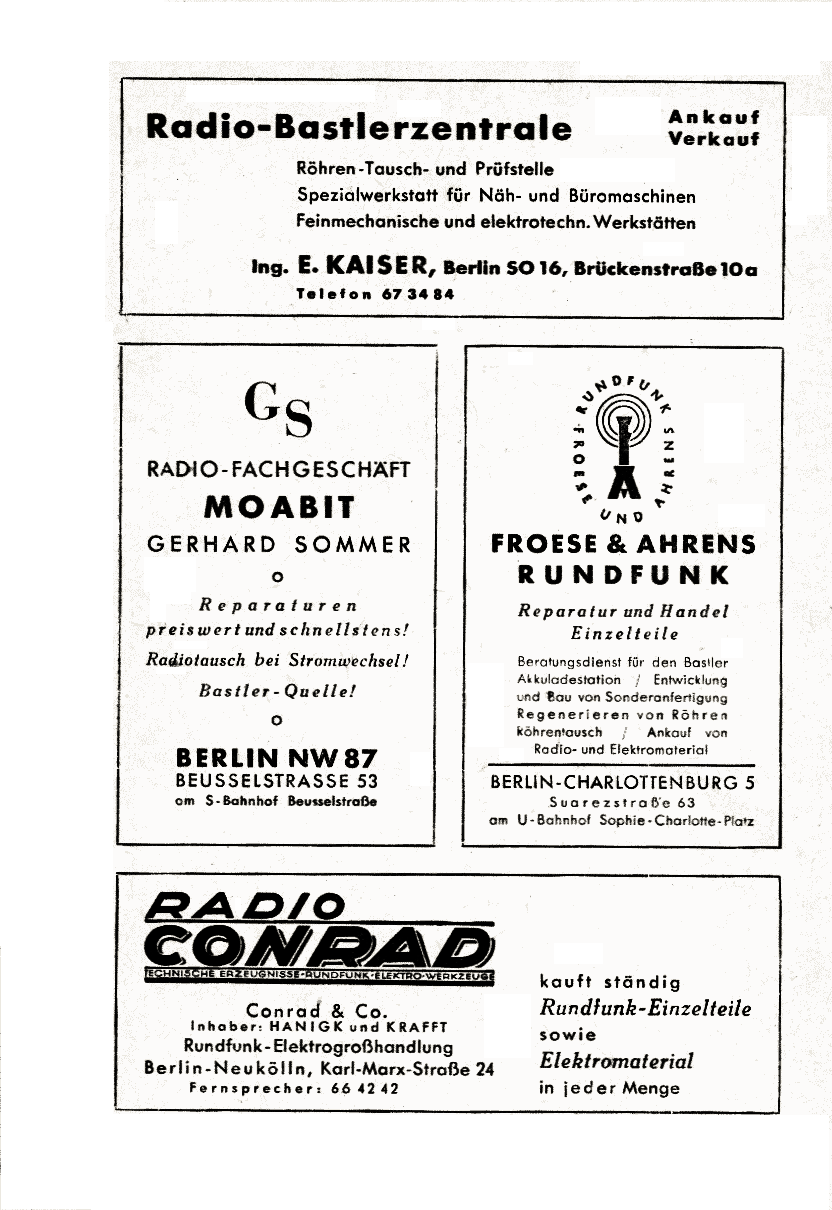 Radio-Bastlerzentrale
Ankauf
Verkauf
Röhren-Tausch- und Prüfstelle
Spezialwerkstatt für Näh- und Büromaschinen
Feinmechanische und elektrotechn. Werkstätten
Ing. E. KAISER, Berlin SO 16, Brückenstraße 10a
Telefon 67 34 84
GS
RADIO-FACHGESCHÄFT
MOABIT
GERHARD SOMMER
Reparaturen
preiswert und schnellstens!
Radiotausch bei Stromwechsel!
Bastler-Quelle!
BERLIN NW 87
BEUSSELSTRASSE 53
am S-Bahnhof Beusselstraße
RUNDFUNK
FROESE UND AHRENS
FROESE & AHRENS
RUNDFUNK
Reparatur und Handel
Einzelteile
Beratungsdienst für den Bastler
Akkuladestation / Entwicklung
und Bau von Sonderanfertigung
Regenerieren von Röhren
köhrentausch / Ankauf von
Radio- und Elektromaterial
BERLIN-CHARLOTTENBURG 5
Suarezstraße 63
am U-Bahnhof Sophie-Charlotte-Platz
RADIO
CONRAD
TECHNISCHE ERZEUGNISSE-RUNDFUNK-ELEKTRO-WERKZEUGE
Conrad & Co.
Inhaber: HANIGK und KRAFFT
Rundfunk-Elektrogroßhandlung
Berlin-Neukölln, Karl-Marx-Straße 24
Fernsprecher: 66 42 42
kauft ständig
Rundfunk-Einzelteile
sowie
Elektromaterial
in jeder Menge